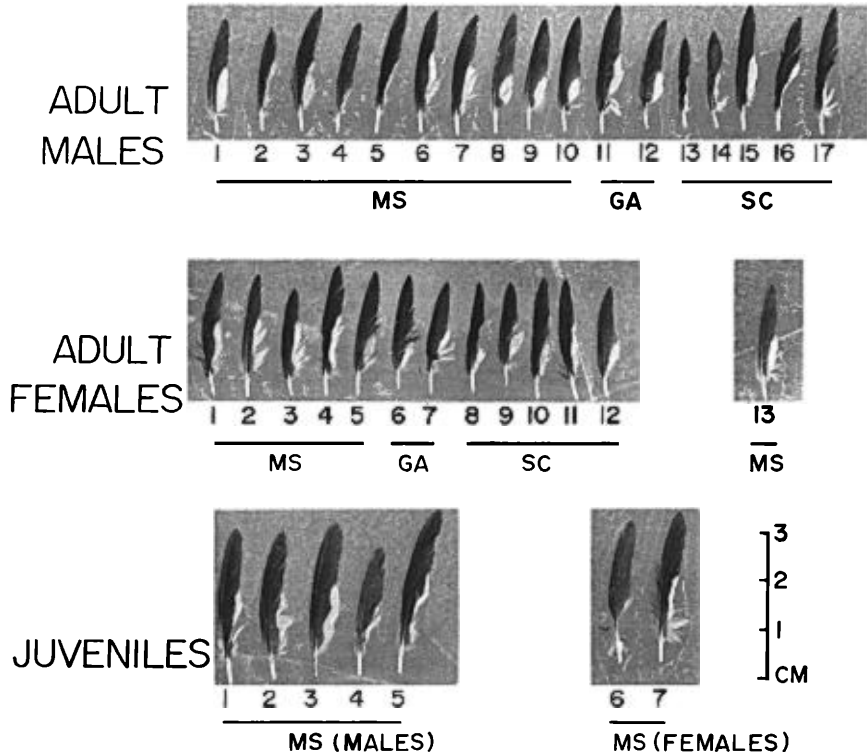 ADULT
MALES
1 2 3 4 5 6 7 8 9 10 11 12 13 14 15 16 17
MS GA SC
ADULT
FEMALES
1 2 3 4 5 6 7 8 9 10 11 12 13
MS GA SC MS
3
2
1
CM
JUVENILES
1 2 3 4 5 6 7
MS (MALES) MS (FEMALES)